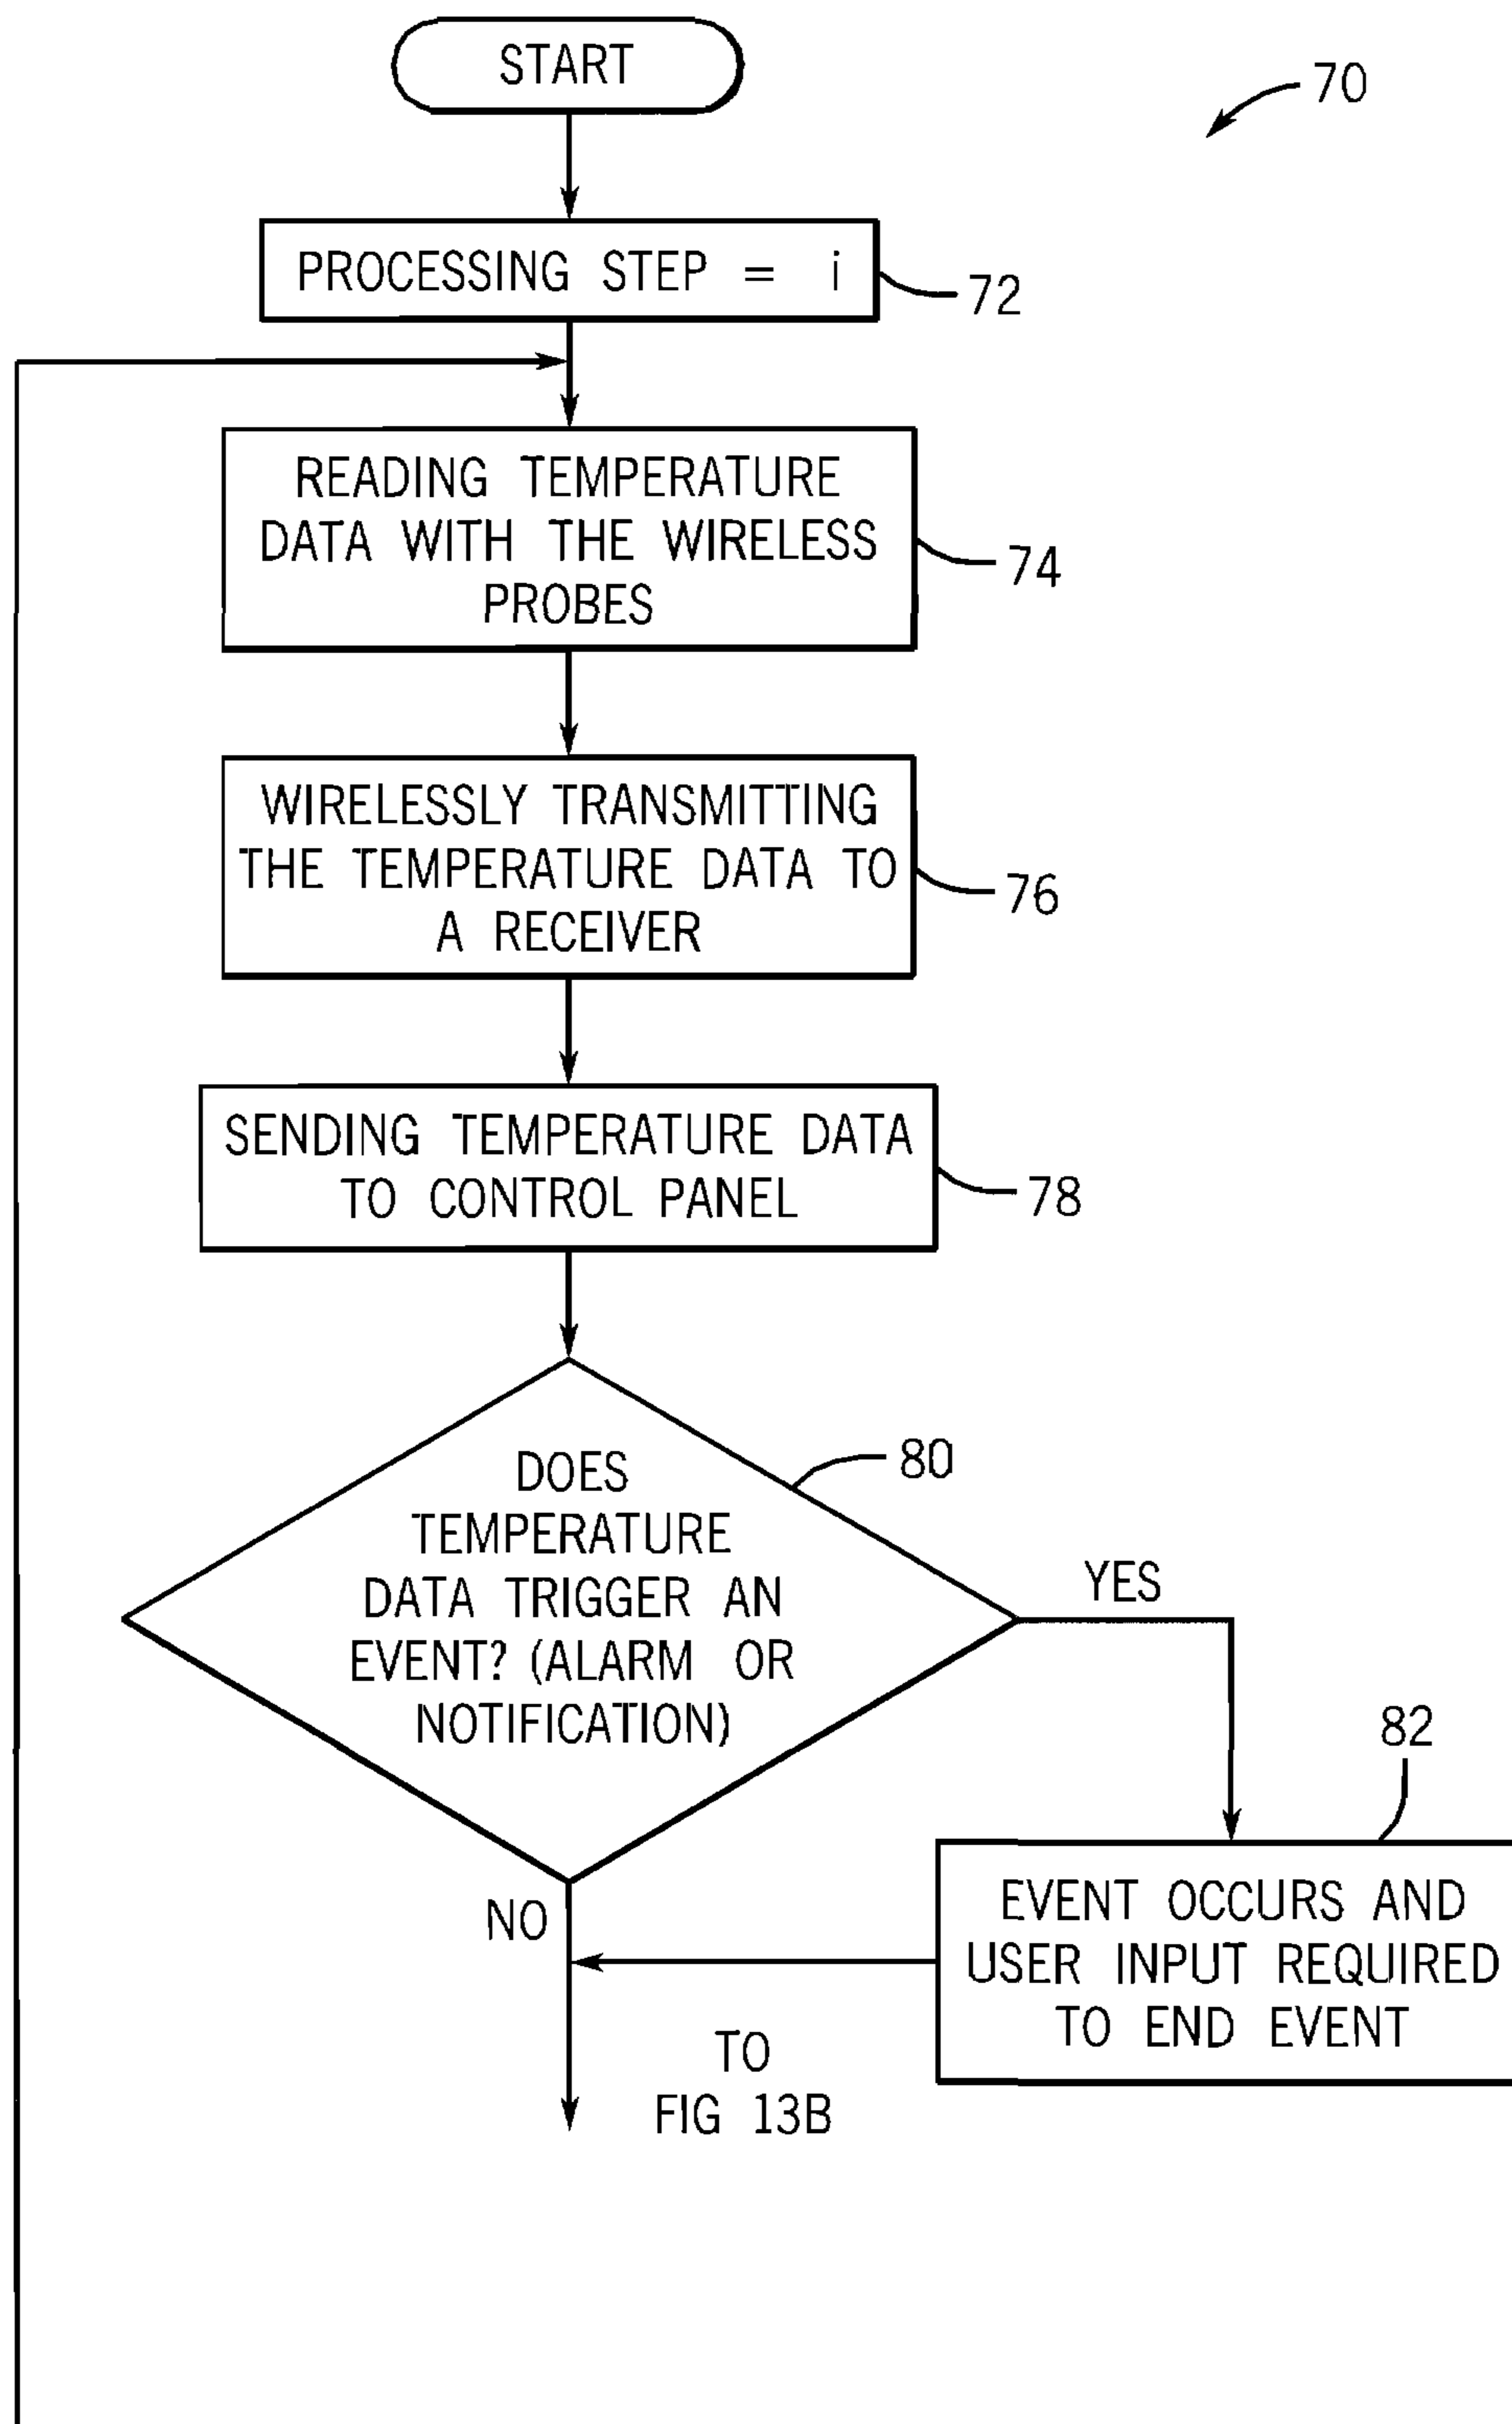 START
70
PROCESSING STEP = i
72
READING TEMPERATURE
DATA WITH THE WIRELESS
PROBES
74
WIRELESSLY TRANSMITTING
THE TEMPERATURE DATA TO
A RECEIVER
76
SENDING TEMPERATURE DATA
TO CONTROL PANEL
78
DOES
TEMPERATURE
DATA TRIGGER AN
EVENT? (ALARM OR
NOTIFICATION)
80
YES
82
EVENT OCCURS AND
USER INPUT REQUIRED
TO END EVENT
NO
TO
FIG 13B